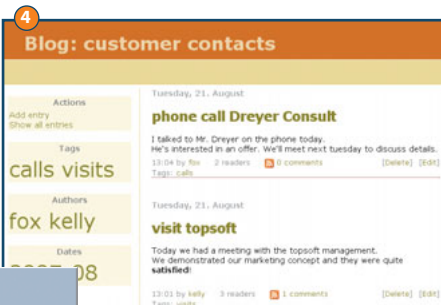 4
Blog: customer contacts
Actions
Add entry
Show all entries
Tags
calls visits
Authors
fox kelly
Dates
08
Tuesday, 21. August
phone call Dreyer Consult
I talked to Mr. Dreyer on the phone today.
He's interested in an offer. We'll meet next tuesday to discuss details.
13:04 by fox 2 readers 0 comments [Delete] [Edit]
Tags: calls
Tuesday, 21. August
visit topsoft
Today we had a meeting with the topsoft management.
We demonstrated our marketing concept and they were quite
satisfied!
13:01 by kelly 3 readers 1 comments [Delete] [Edit]
Tags: visits